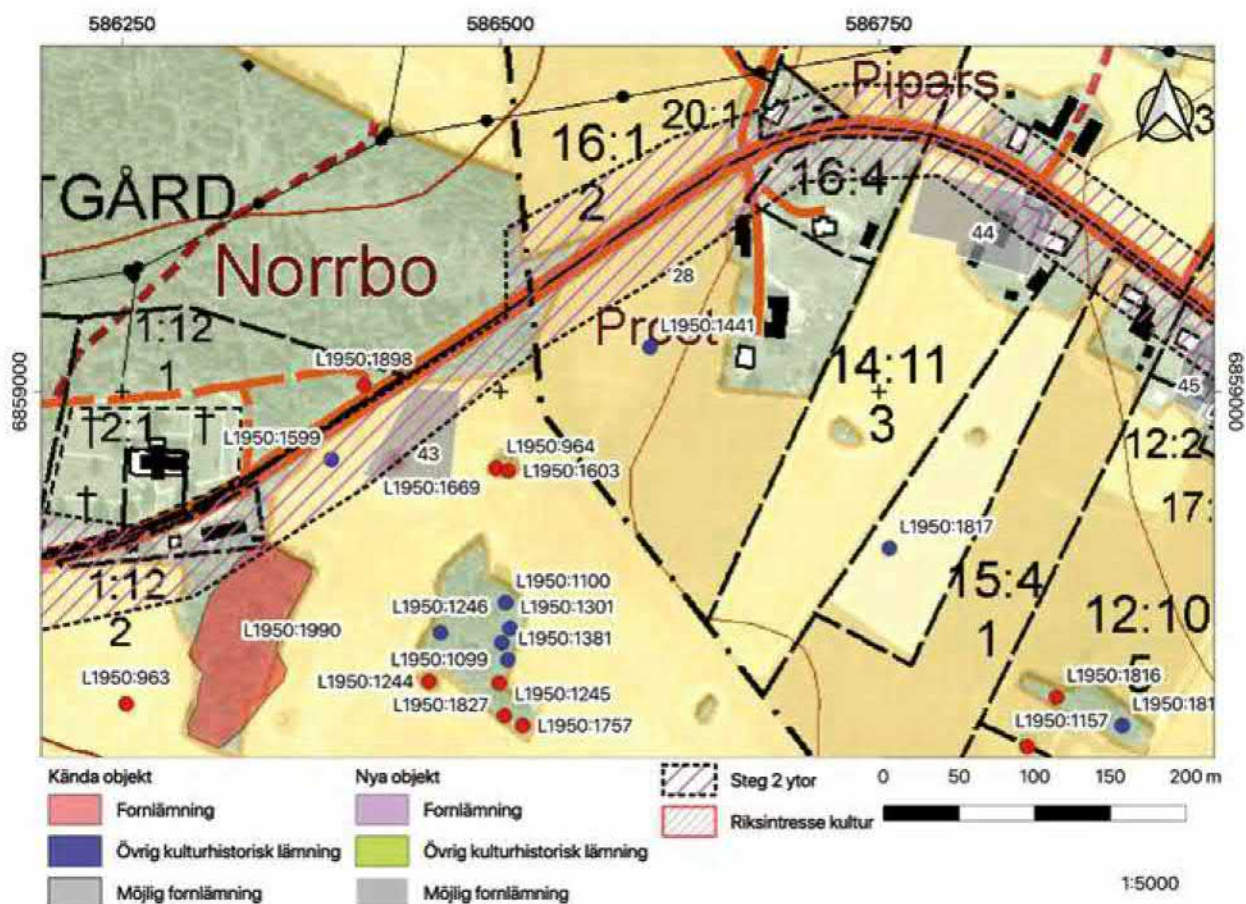 586250 586500 586750
Pipars
20:1
16:1
2
16:4
3
TGÅRD
Norrbo
44
28
Prost
L1950:1441
1:12
1
L1950:1898
6859000
6859000
14:11
3
45
2:1
L1950:1599
L1950:964
43
L1950:1603
L1950:1669
12:2
17:
L1950:1817
1:12
2
L1950:1100
L1950:1246
L1950:1301
L1950:1381
15:4
1
12:10
5
L1950:1990
L1950:1099
L1950:963
L1950:1244
L1950:1245
L1950:1827
L1950:1757
L1950:1816
L1950:1157
L1950:181
Kända objekt
Fornlämning
Övrig kulturhistorisk lämning
Möjlig fornlämning
Nya objekt
Fornlämning
Övrig kulturhistorisk lämning
Möjlig fornlämning
Steg 2 ytor
Riksintresse kultur
0 50 100 150 200 m
1:5000